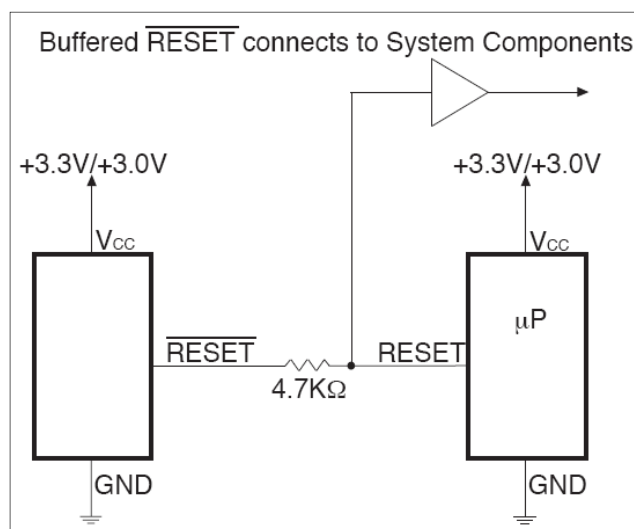 Buffered RESET connects to System Components
+3.3V/+3.0V
+3.3V/+3.0V
VCC
VCC
μP
RESET
RESET
4.7KΩ
GND
GND